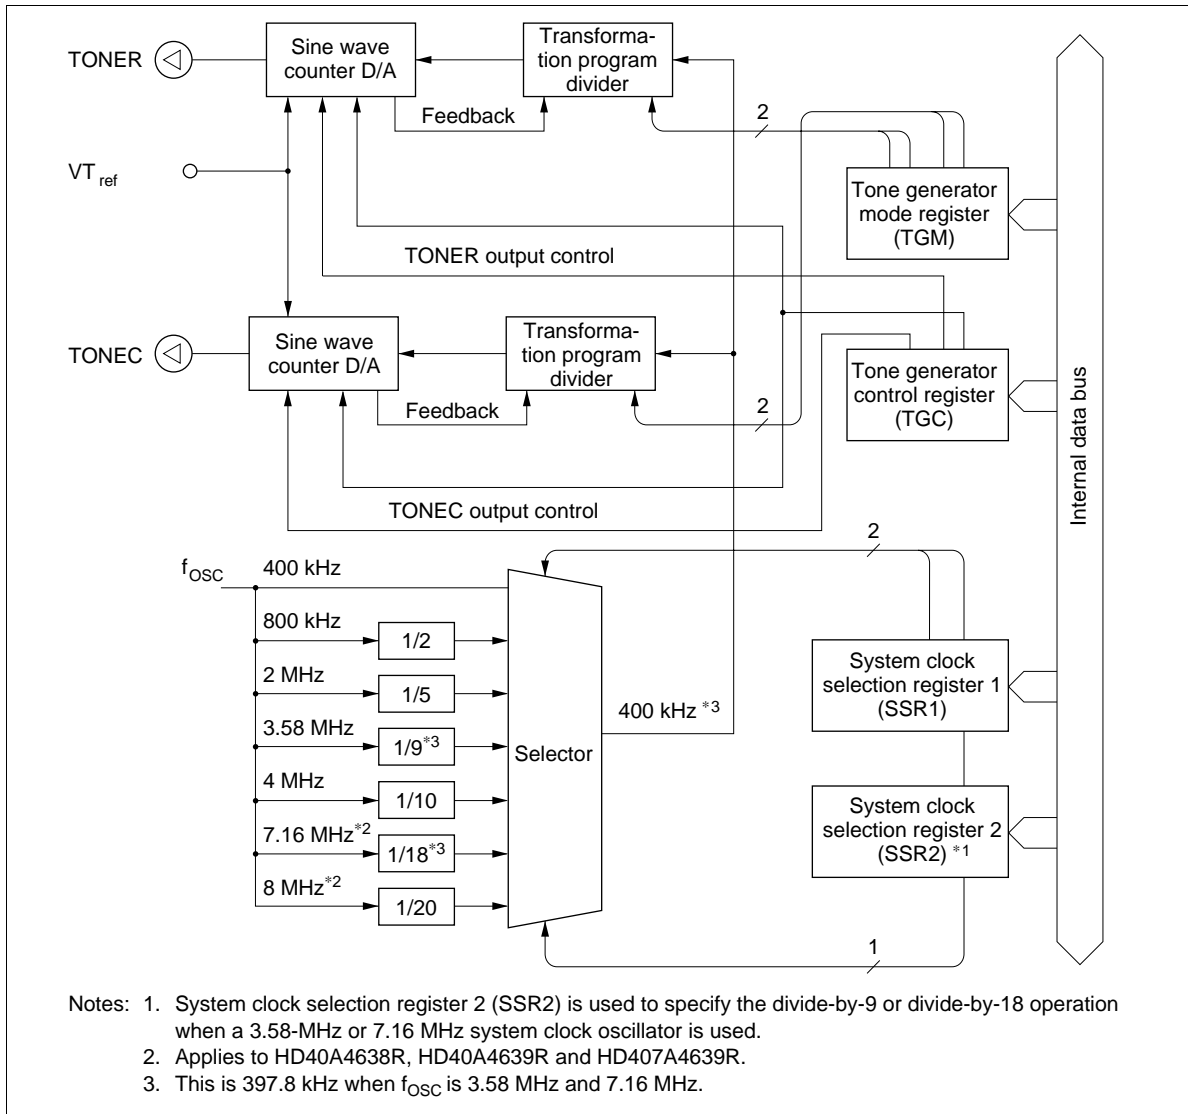 TONER
Sine wave
counter D/A
Transforma-
tion program
divider
Feedback
2
VT ref
Tone generator
mode register
(TGM)
TONER output control
TONEC
Sine wave
counter D/A
Transforma-
tion program
divider
Feedback
2
Tone generator
control register
(TGC)
Internal data bus
TONEC output control
fOSC
400 kHz
2
800 kHz
1/2
2 MHz
1/5
3.58 MHz
1/9*3
4 MHz
1/10
7.16 MHz*2
1/18*3
8 MHz*2
1/20
Selector
400 kHz *3
System clock
selection register 1
(SSR1)
System clock
selection register 2
(SSR2) *1
1
Notes: 1. System clock selection register 2 (SSR2) is used to specify the divide-by-9 or divide-by-18 operation
when a 3.58-MHz or 7.16 MHz system clock oscillator is used.
2. Applies to HD40A4638R, HD40A4639R and HD407A4639R.
3. This is 397.8 kHz when fOSC is 3.58 MHz and 7.16 MHz.